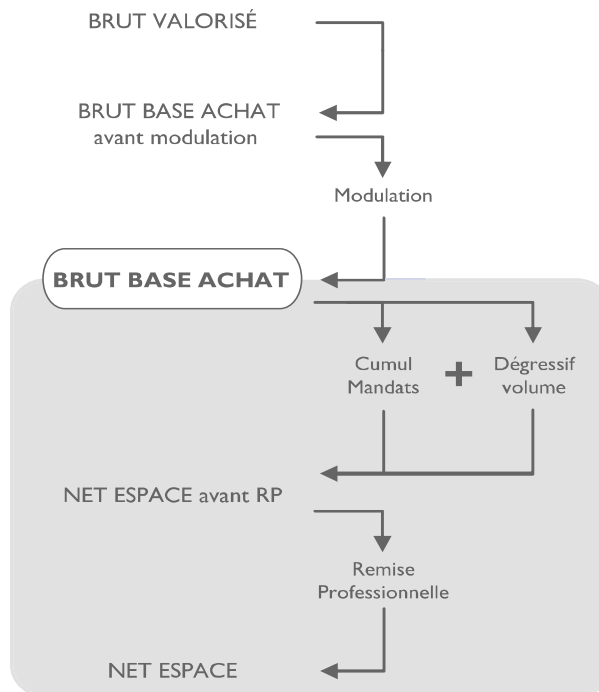 BRUT VALORISÉ
BRUT BASE ACHAT
avant modulation
Modulation
BRUT BASE ACHAT
Cumul
Mandats
+
Dégressif
volume
NET ESPACE avant RP
Remise
Professionnelle
NET ESPACE